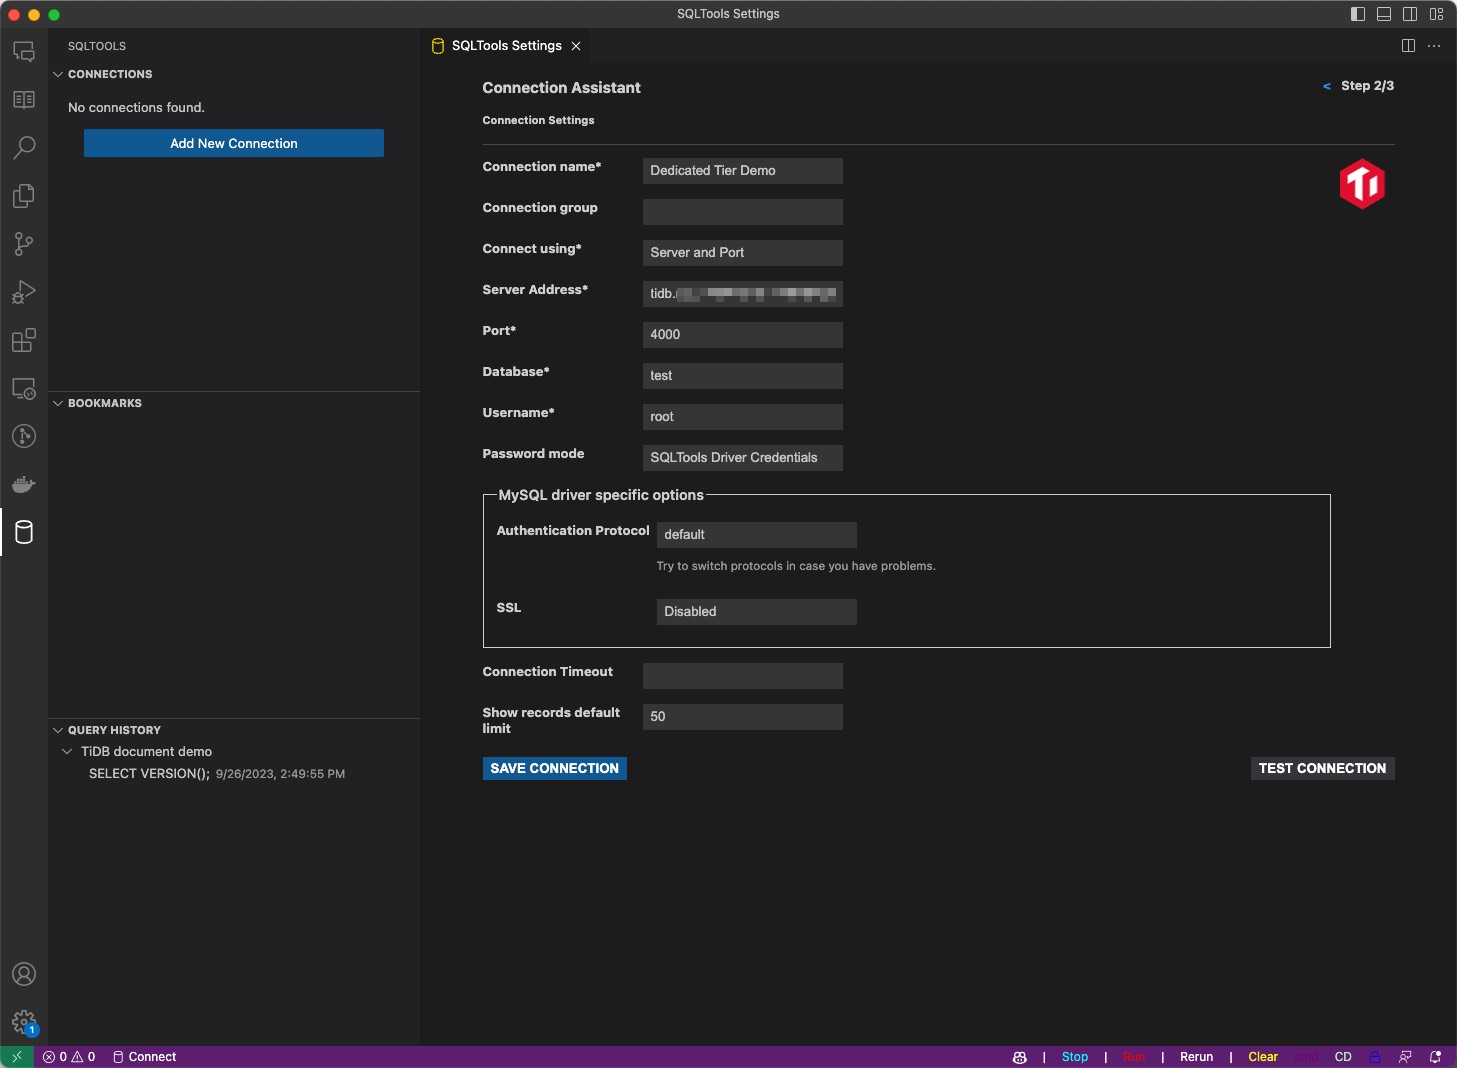 SQLTools Settings
SQLTOOLS
CONNECTIONS
No connections found.
Add New Connection
BOOKMARKS
QUERY HISTORY
TiDB document demo
SELECT VERSION(); 9/26/2023, 2:49:55 PM
SQLTools Settings
Connection Assistant
< Step 2/3
Connection Settings
Connection name* Dedicated Tier Demo
Connection group
Connect using* Server and Port
Server Address* tidb.
Port* 4000
Database* test
Username* root
Password mode SQLTools Driver Credentials
MySQL driver specific options
Authentication Protocol default
Try to switch protocols in case you have problems.
SSL Disabled
Connection Timeout
Show records default
limit
50
SAVE CONNECTION
TEST CONNECTION
1
0 0 Connect
| Stop | Run | Rerun | Clear cmd CD